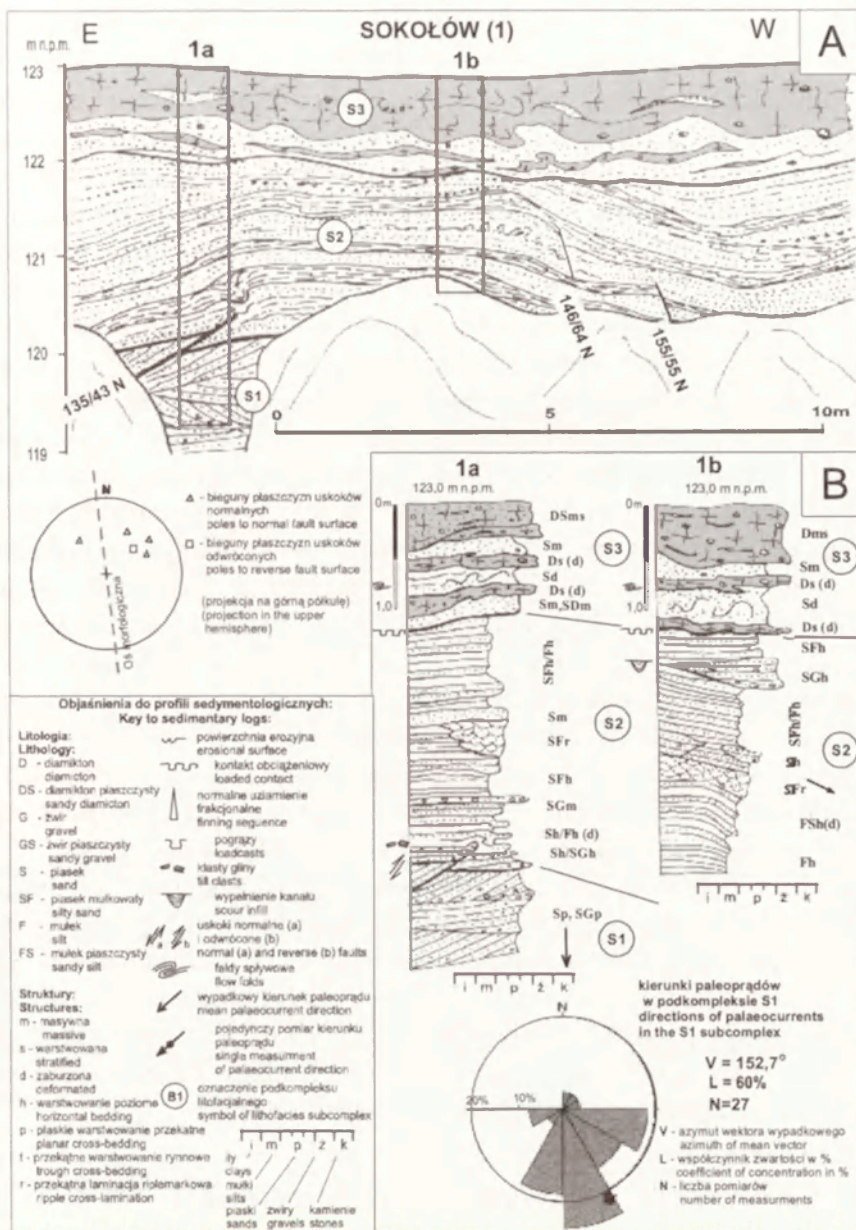 E
SOKOŁÓW (1)
W
A
m n.p.m.
1a
1b
123
122
121
120
119
S3
S2
S1
135/43 N
146/64 N
155/55 N
0
5
10m
N
Oś morfologiczna
- bieguny płaszczyzn uskoków
normalnych
poles to normal fault surface
- bieguny płaszczyzn uskoków
odwróconych
poles to reverse fault surface
(projekcja na górną półkulę)
(projection in the upper
hemisphere)
B
1a
123,0 m n.p.m.
0m
1,0
DSms
Sm
Ds (d)
Sd
Ds (d)
Sm,SDm
S3
SFh/Fh
Sm
SFr
S2
SFh
SGm
Sh/Fh (d)
Sh/SGh
Sp, SGp
S1
i m p ż k
1b
123,0 m n.p.m.
0m
1,0
Dms
S3
Sm
Ds (d)
Sd
Ds (d)
SFh
SGh
SFh/Fh
S2
Sh
SFr
FSh(d)
Fh
i m p ż k
Objaśnienia do profili sedymentologicznych:
Key to sedimentary logs:
Litologia:
Lithology:
D - diamikton
diamicton
DS - diamikton piaszczysty
sandy diamicton
G - żwir
gravel
GS - żwir piaszczysty
sandy gravel
S - piasek
sand
SF - piasek mułkowaty
silty sand
F - mułek
silt
FS - mułek piaszczysty
sandy silt
Struktury:
Structures:
m - masywna
massive
s - warstwowana
stratified
d - zaburzona
deformated
h - warstwowanie poziome
horizontal bedding
p - płaskie warstwowanie przekątne
planar cross-bedding
t - przekątne warstwowanie rynnowe
trough cross-bedding
r - przekątna laminacja riplemarkowa
ripple cross-lamination
powierzchnia erozyjna
erosional surface
kontakt obciążeniowy
loaded contact
normalne uziarnienie
frakcjonalne
finning seguence
pogrązy
loadcasts
klasty gliny
till clasts
wypełnienie kanału
scour infill
a b
uskoki normalne (a)
i odwrócone (b)
normal (a) and reverse (b) faults
fałdy spływowe
flow folds
wypadkowy kierunek paleoprądu
mean palaeocurrent direction
pojedynczy pomiar kierunku
paleoprądu
single measurment
of palaeocurrent direction
B1
oznaczenie podkompleksu
litofacjalnego
symbol of lithofacies subcomplex
i m p ż k
iły
clays
mułki
silts
piaski żwiry kamienie
sands gravels stones
N
20%
10%
kierunki paleoprądów
w podkompleksie S1
directions of palaeocurrents
in the S1 subcomplex
V = 152,7°
L = 60%
N=27
V - azymut wektora wypadkowego
azimuth of mean vector
L - współczynnik zwartości w %
coefficient of concentration in %
N - liczba pomiarów
number of measurments